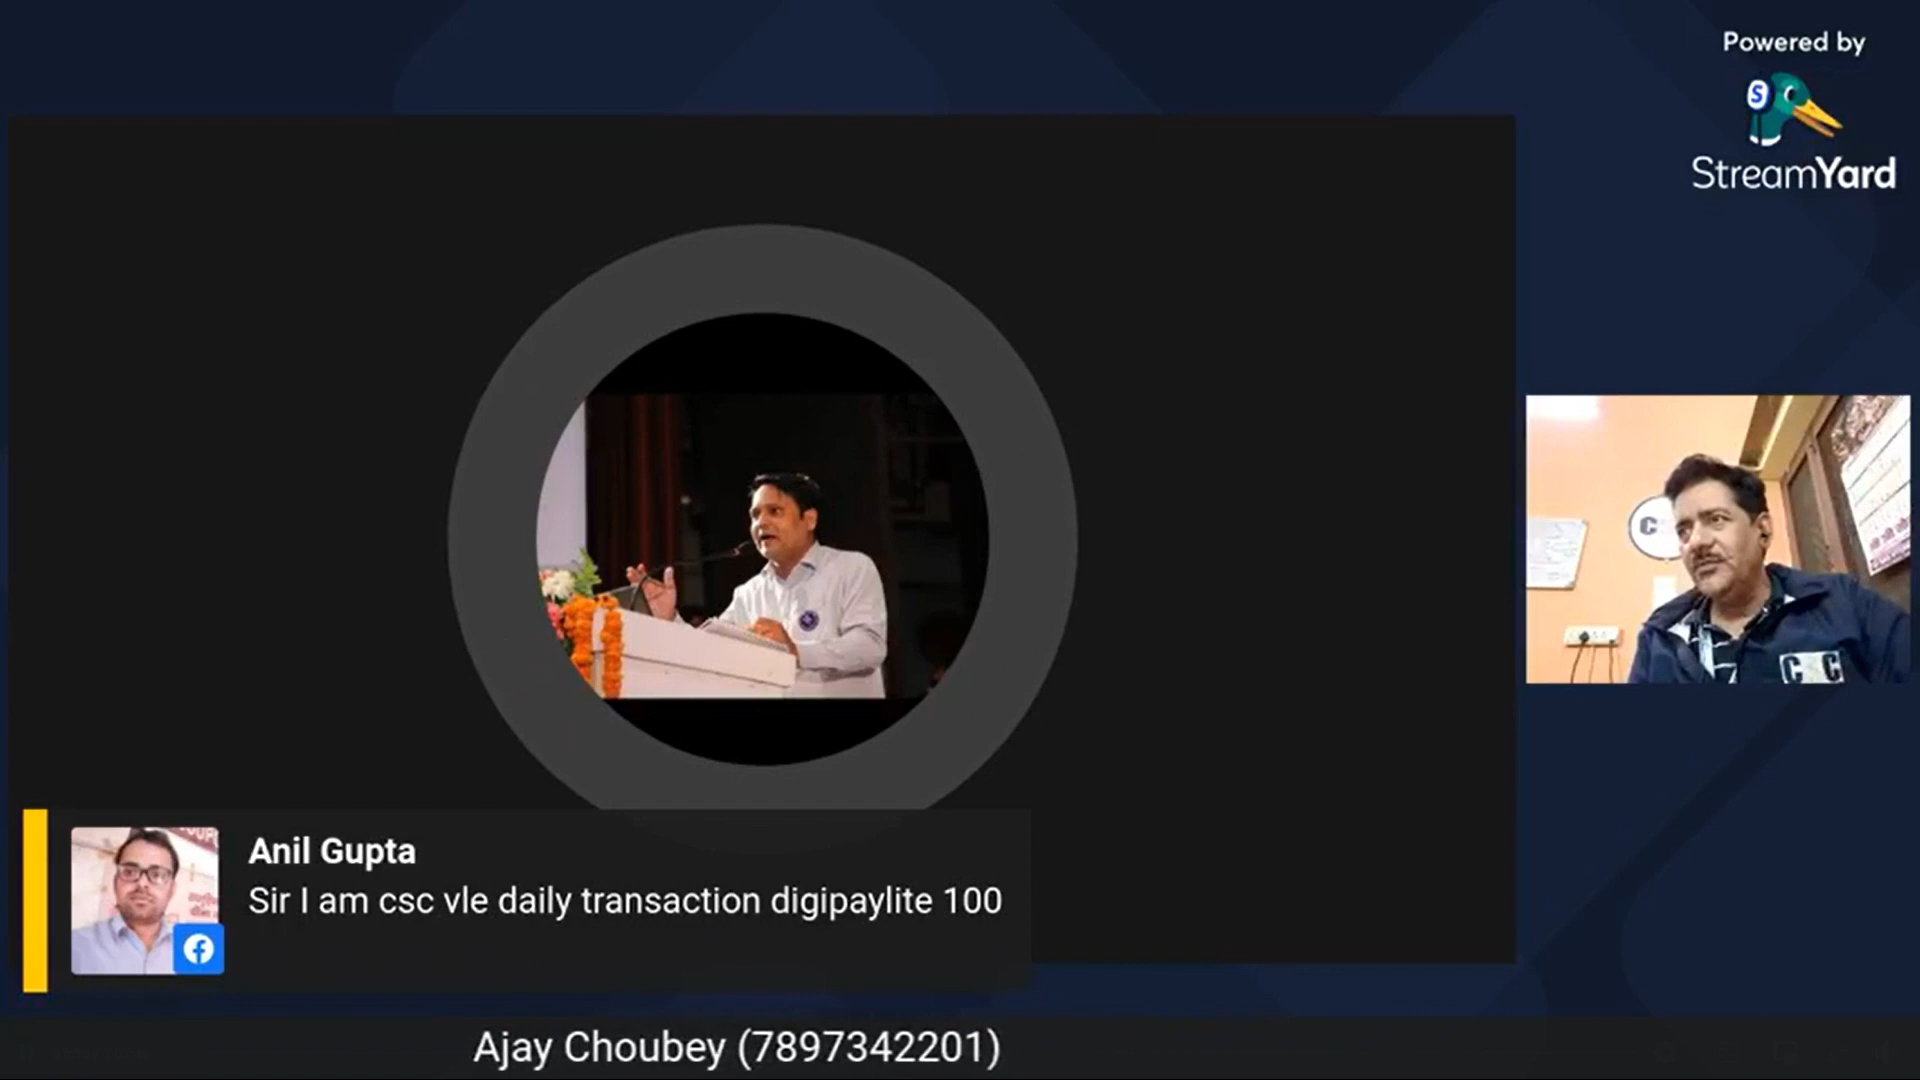 Powered by
S
StreamYard
C
C C
Anil Gupta
Sir I am csc vle daily transaction digipaylite 100
Ajay Choubey (7897342201)